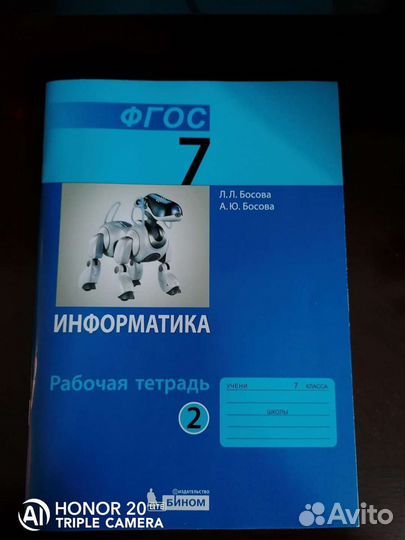 ФГОС
7
Л. Л. Босова
А. Ю. Босова
ИНФОРМАТИКА
Рабочая тетрадь
2
УЧЕНИ 7 КЛАССА
ШКОЛЫ
ИЗДАТЕЛЬСТВО
БИНОМ
AI HONOR 20
TRIPLE CAMERA
Avito